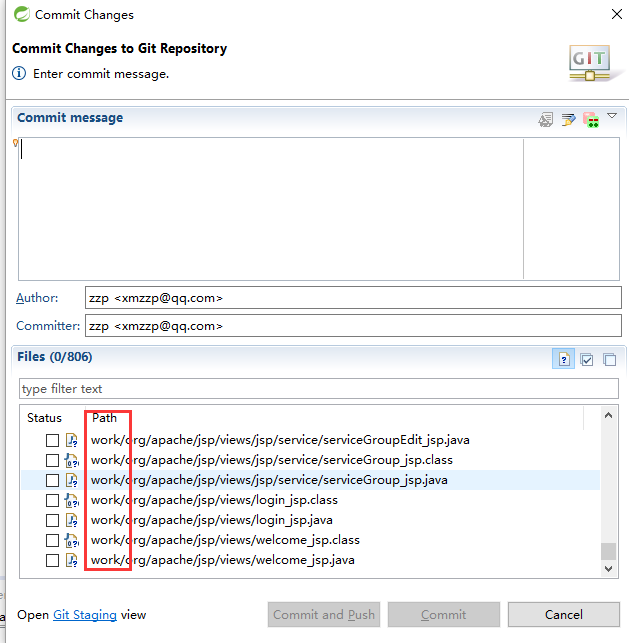 Commit Changes
Commit Changes to Git Repository
Enter commit message.
GIT
Commit message
Author:
zzp <xmzzp@qq.com>
Committer:
zzp <xmzzp@qq.com>
Files (0/806)
type filter text
Status Path
work/org/apache/jsp/views/jsp/service/serviceGroupEdit_jsp.java
work/org/apache/jsp/views/jsp/service/serviceGroup_jsp.class
work/org/apache/jsp/views/jsp/service/serviceGroup_jsp.java
work/org/apache/jsp/views/login_jsp.class
work/org/apache/jsp/views/login_jsp.java
work/org/apache/jsp/views/welcome_jsp.class
work/org/apache/jsp/views/welcome_jsp.java
Open Git Staging view
Commit and Push
Commit
Cancel